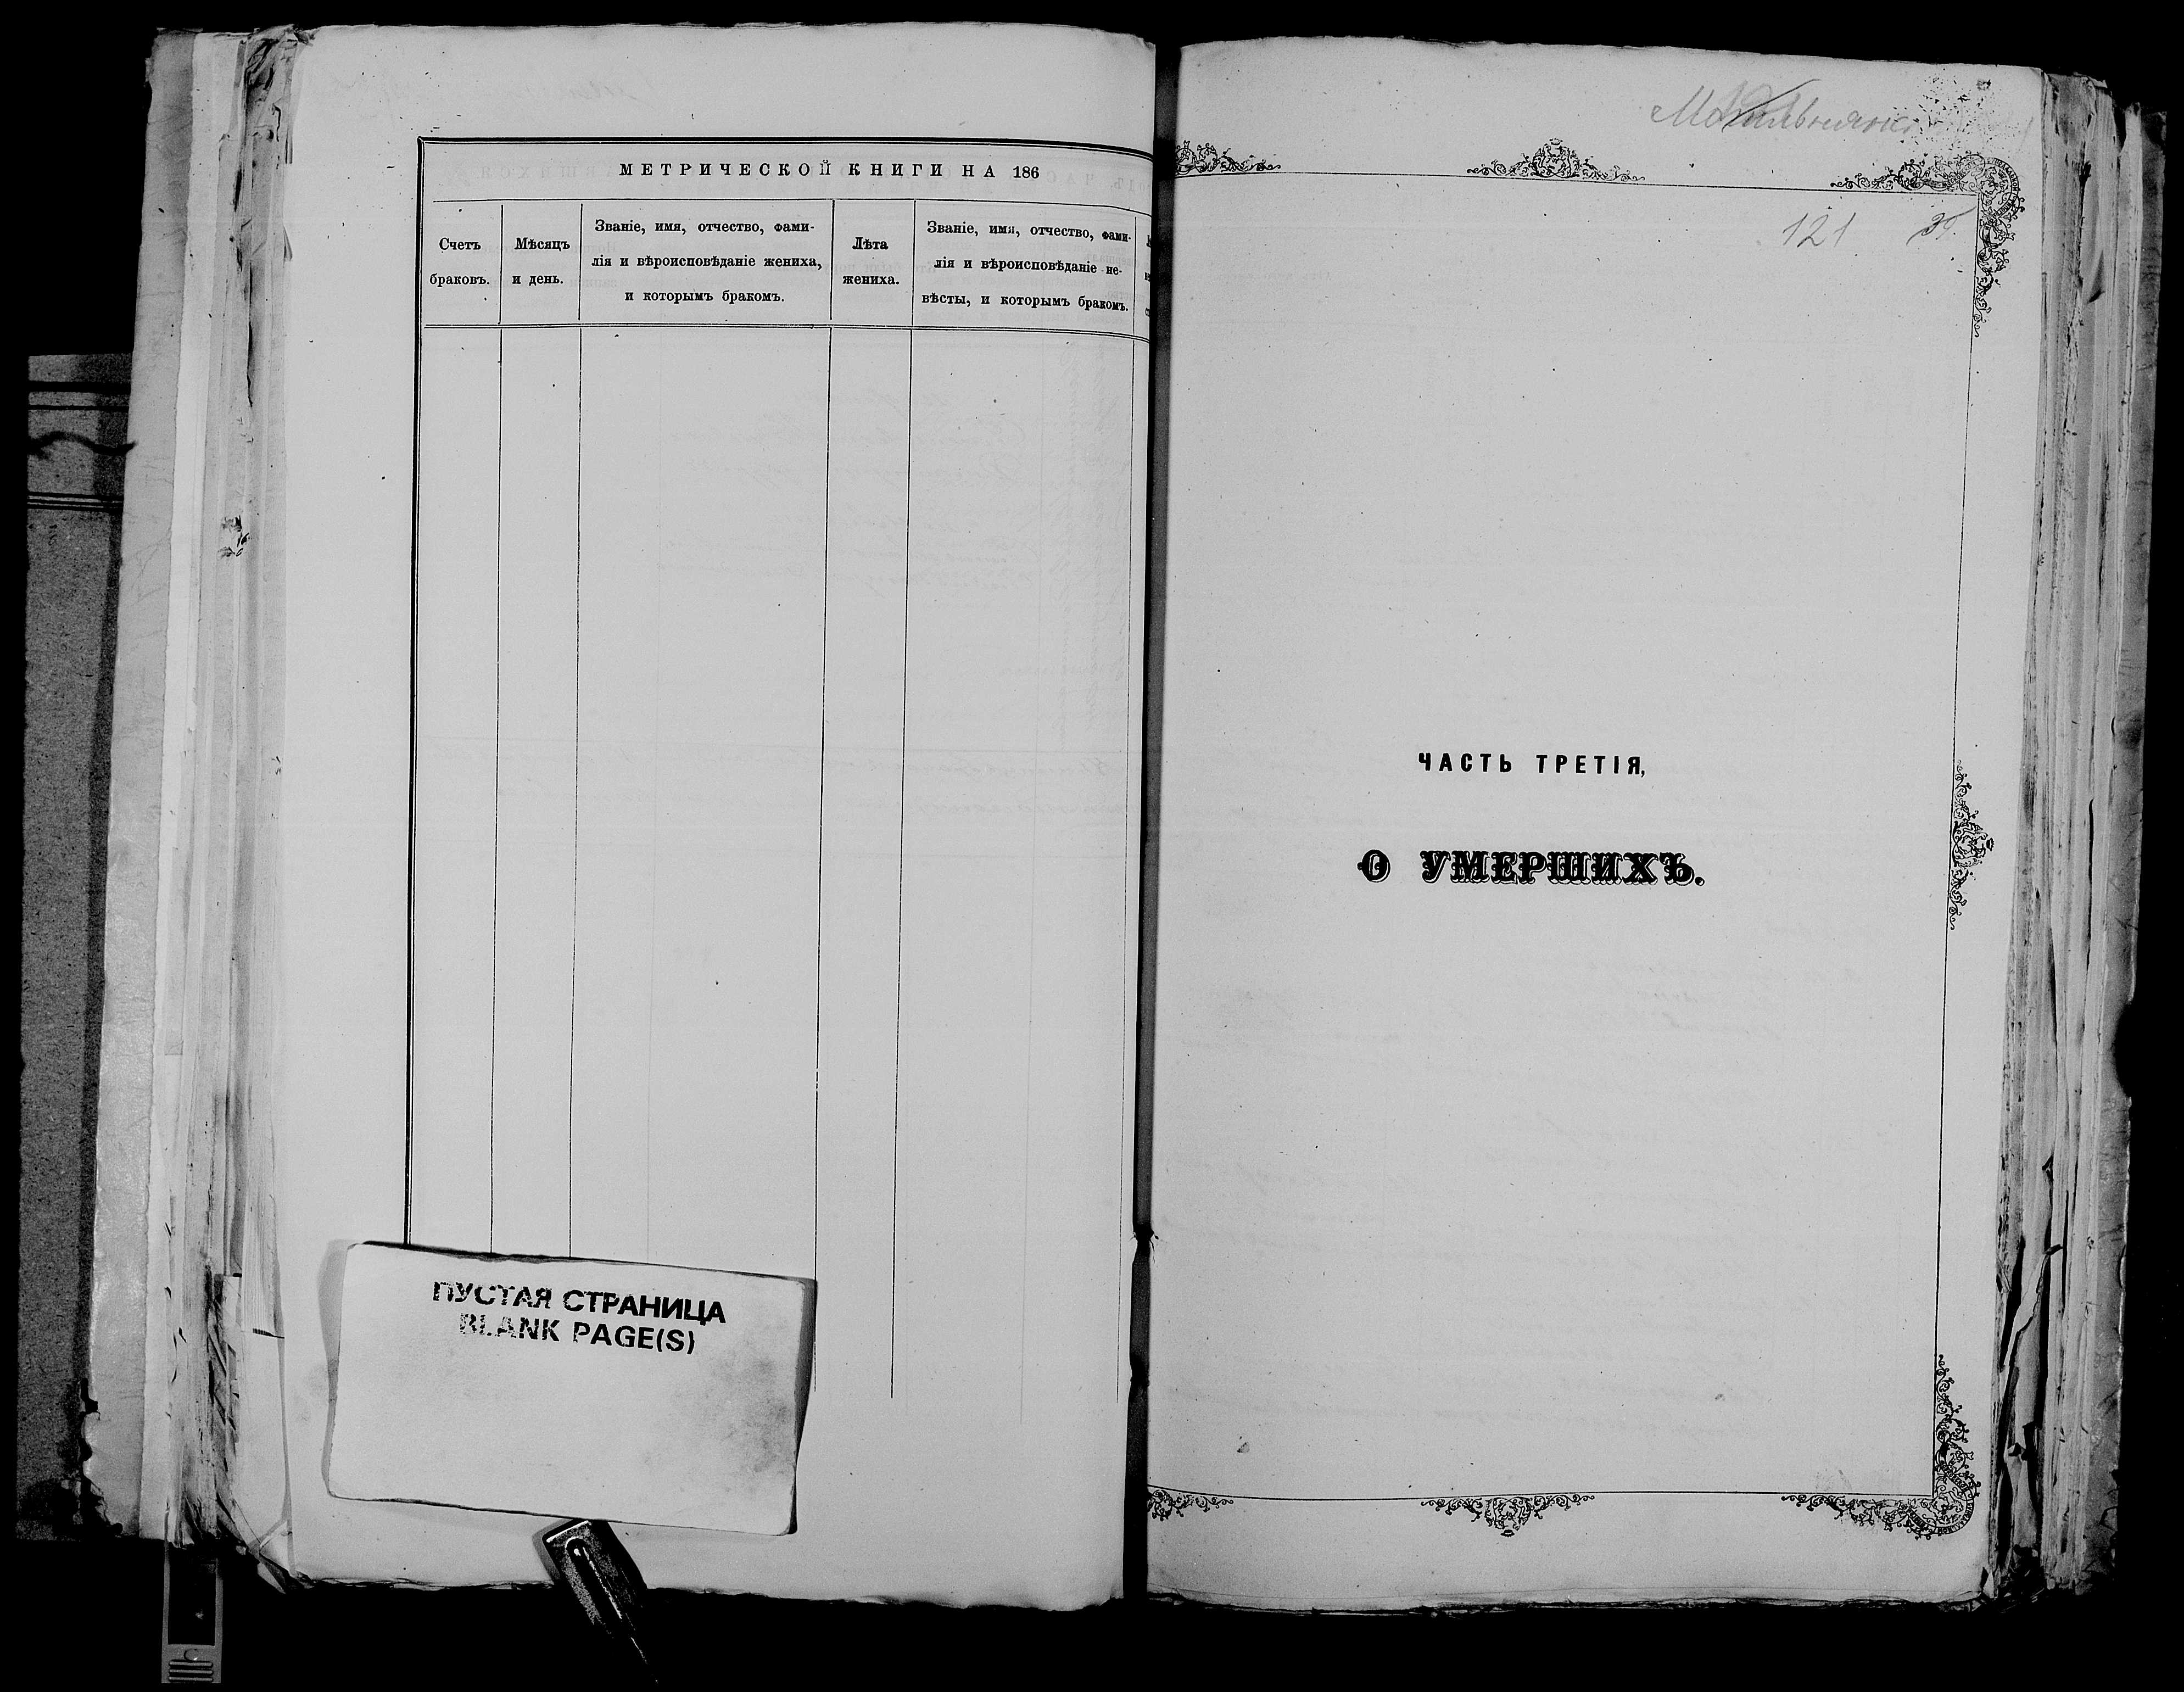 МЕТРИЧЕСКОЙ КНИГИ НА 186
Счетъ
браковъ.
Мѣсяцъ
и день.
Званіе, имя, отчество, фами-
лія и вѣроисповѣданіе жениха,
и которымъ бракомъ.
Лѣта
жениха.
Званіе, имя, отчество, фами-
лія и вѣроисповѣданіе не-
вѣсты, и которымъ бракомъ.
ПУСТАЯ СТРАНИЦА
BLANK PAGE(S)
121
ЧАСТЬ ТРЕТІЯ,
О УМЕРШИХЪ.